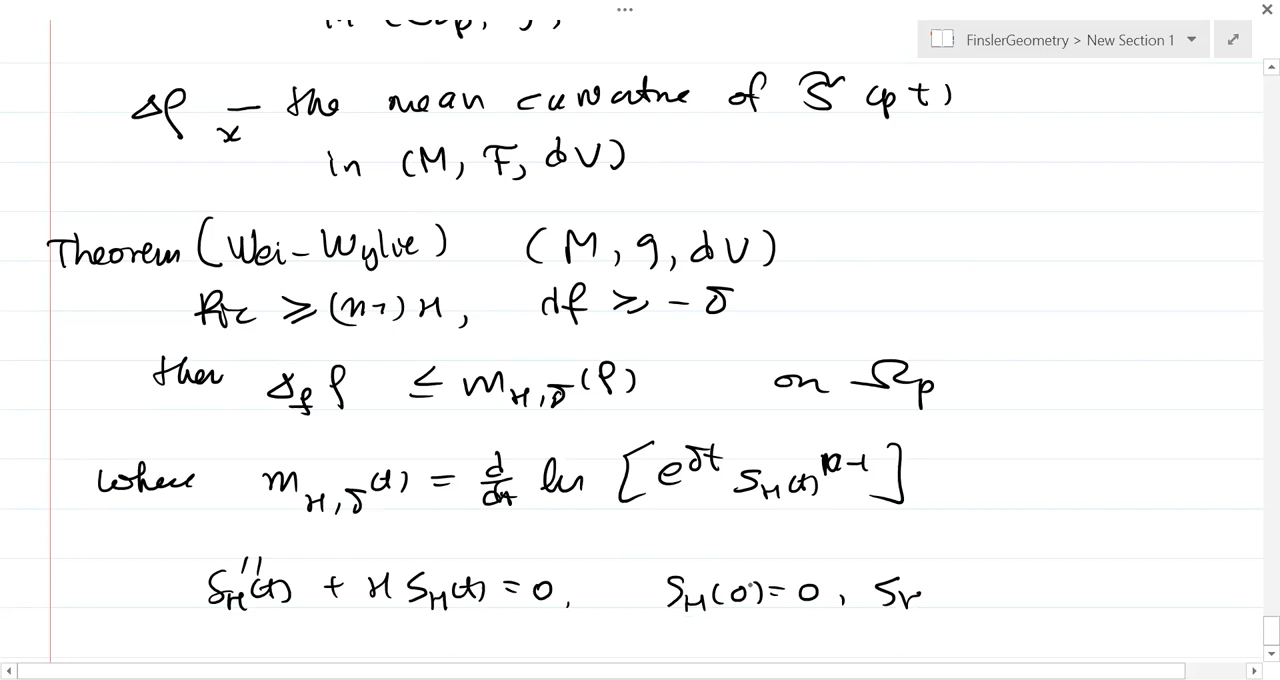 FinslerGeometry > New Section 1
Δρ – the mean curvature of S (p t)
x
in (M, F, dV)
Theorem (Wei-Wylie) (M, g, dV)
Ric ≥ (n-1) H, df ≥ - δ
then Δ_f ρ ≤ m_{H,δ}(ρ) on Ω_p
where m_{H,δ}(t) = d/dt ln [ e^{δt} S_H(t)^{n-1} ]
S_H''(t) + H S_H(t) = 0, S_H(0) = 0,